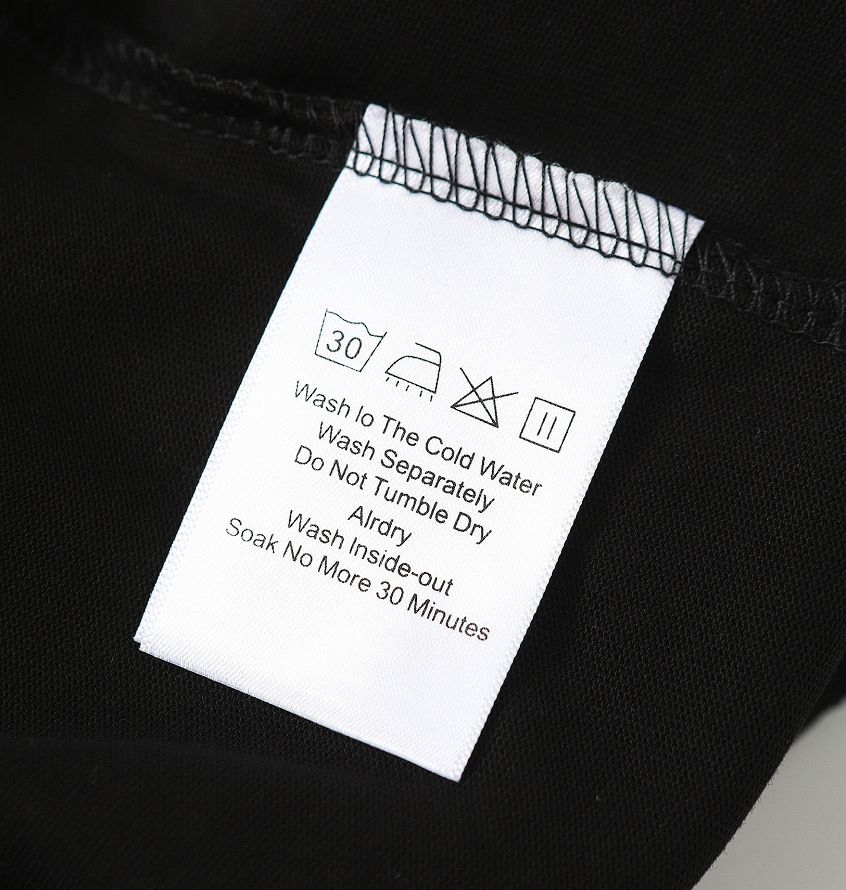 30
Wash Io The Cold Water
Wash Separately
Do Not Tumble Dry
Alrdry
Wash Inside-out
Soak No More 30 Minutes